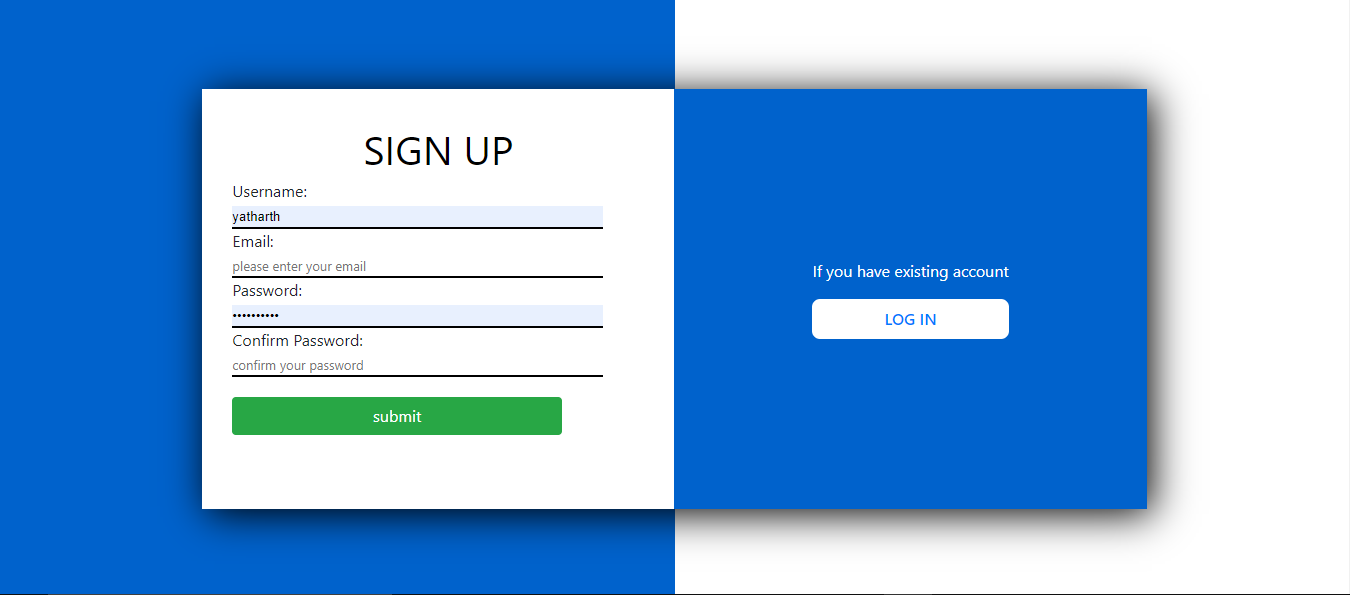 SIGN UP
Username:
yatharth
Email:
please enter your email
Password:
••••••••••
Confirm Password:
confirm your password
submit
If you have existing account
LOG IN